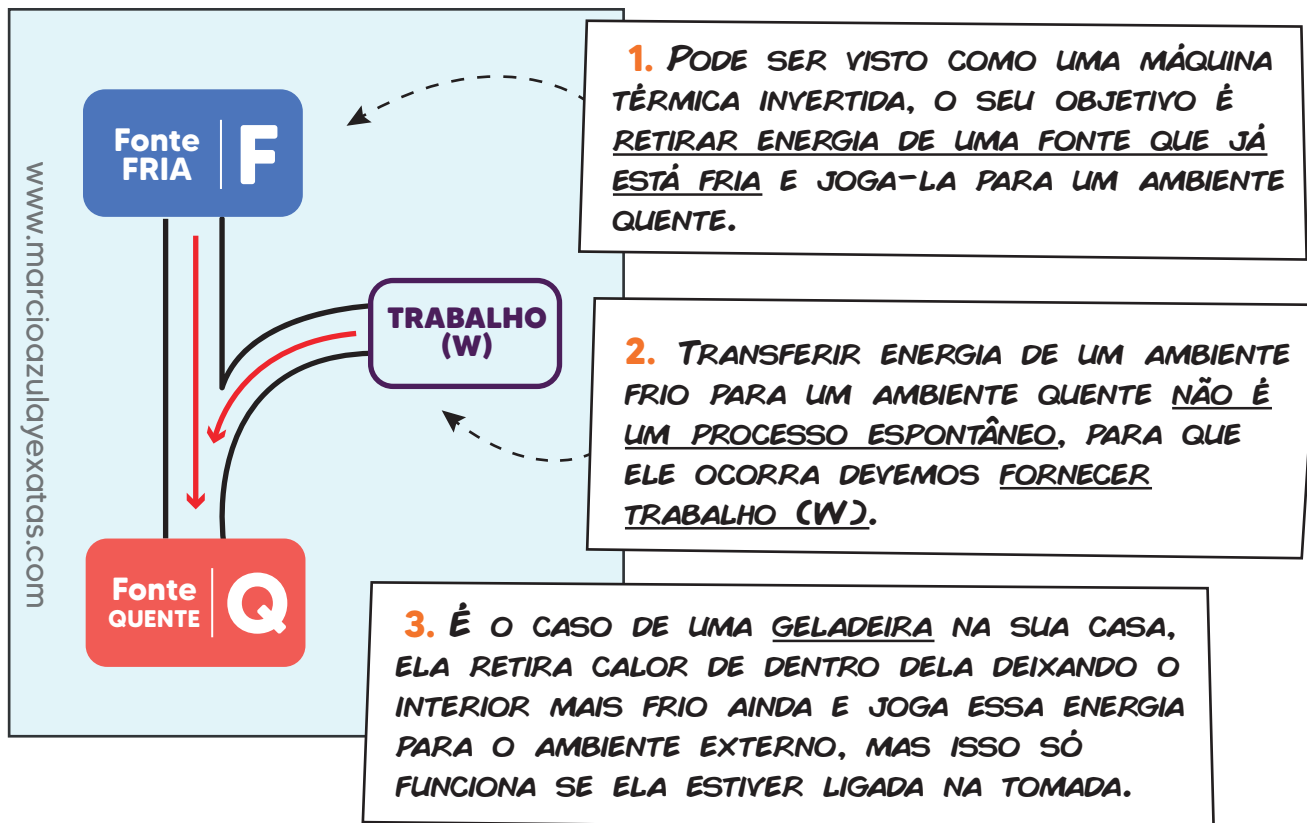 www.marcioazulayexatas.com
Fonte
FRIA
F
TRABALHO
(W)
Fonte
QUENTE
Q
1. PODE SER VISTO COMO UMA MÁQUINA
TÉRMICA INVERTIDA, O SEU OBJETIVO É
RETIRAR ENERGIA DE UMA FONTE QUE JÁ
ESTÁ FRIA E JOGA-LA PARA UM AMBIENTE
QUENTE.
2. TRANSFERIR ENERGIA DE UM AMBIENTE
FRIO PARA UM AMBIENTE QUENTE NÃO É
UM PROCESSO ESPONTÂNEO, PARA QUE
ELE OCORRA DEVEMOS FORNECER
TRABALHO (W).
3. É O CASO DE UMA GELADEIRA NA SUA CASA,
ELA RETIRA CALOR DE DENTRO DELA DEIXANDO O
INTERIOR MAIS FRIO AINDA E JOGA ESSA ENERGIA
PARA O AMBIENTE EXTERNO, MAS ISSO SÓ
FUNCIONA SE ELA ESTIVER LIGADA NA TOMADA.